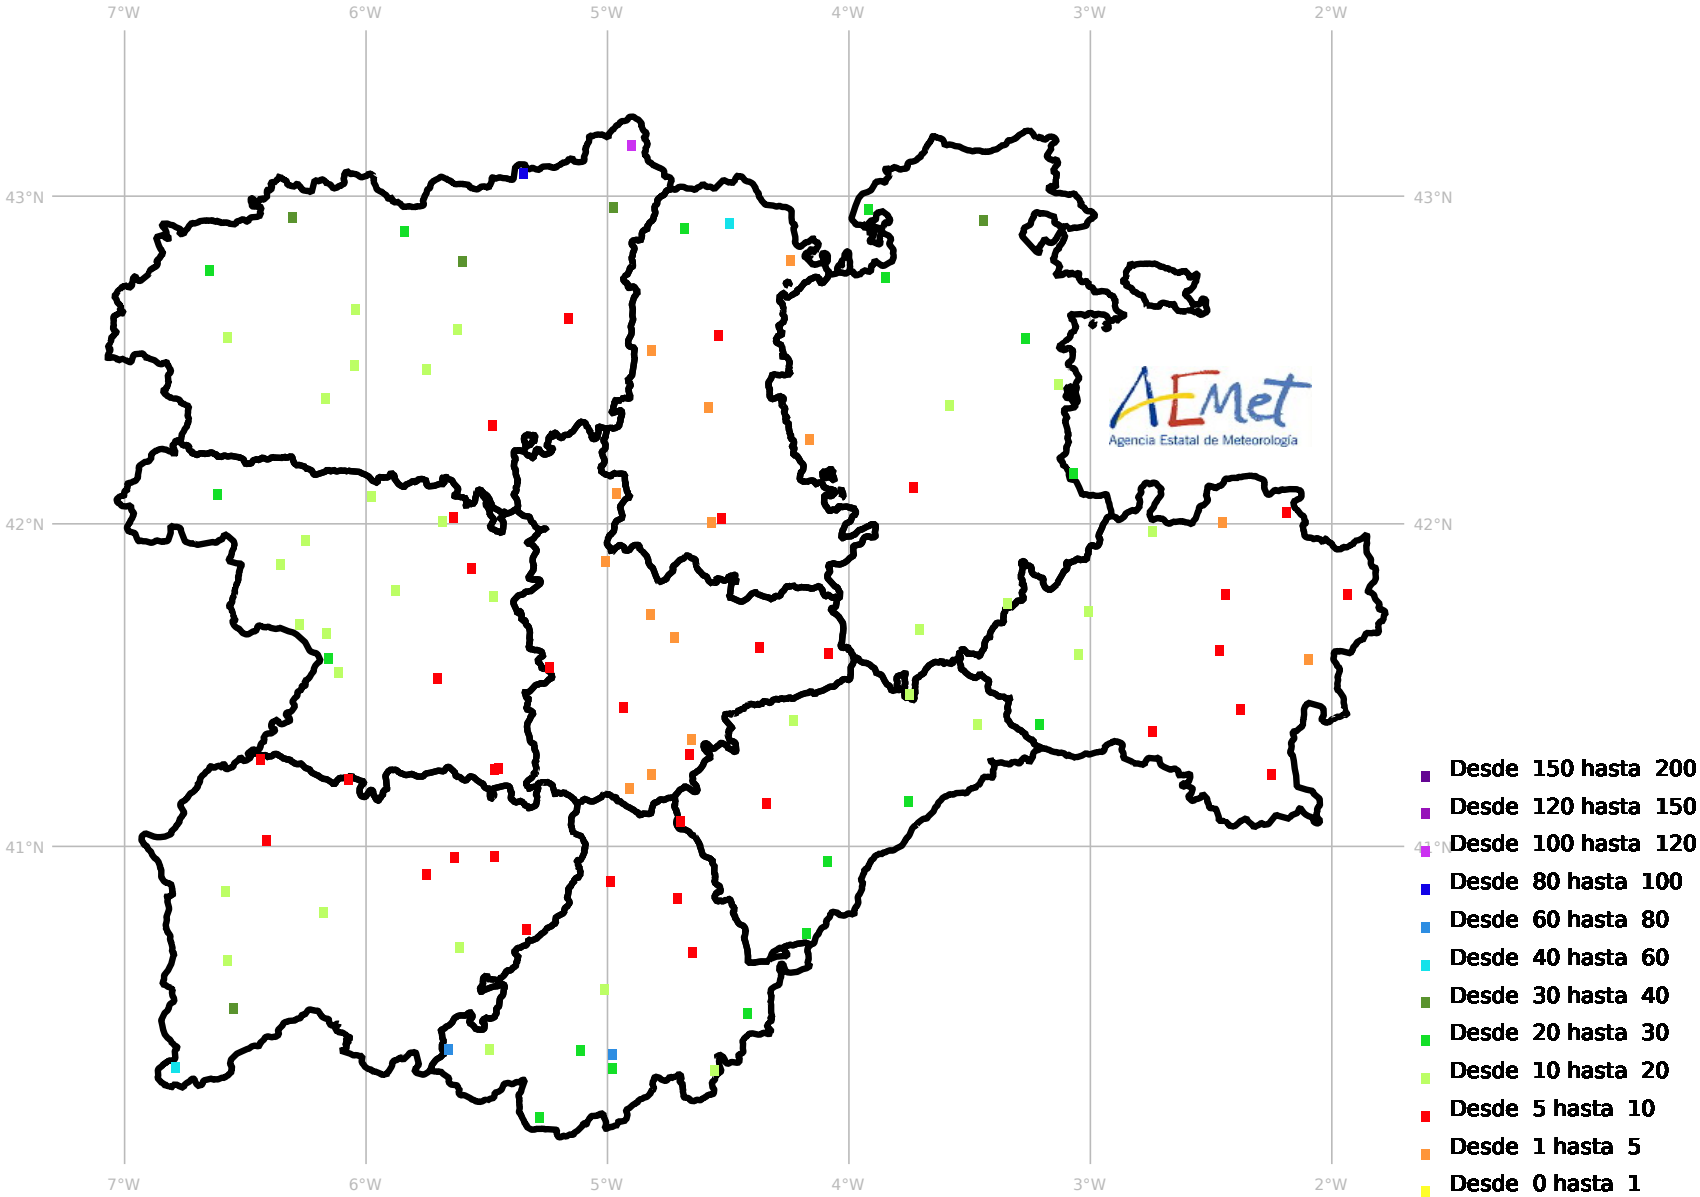 7°W 6°W 5°W 4°W 3°W 2°W
43°N 43°N
AEMet
Agencia Estatal de Meteorología
42°N 42°N
Desde 150 hasta 200
Desde 120 hasta 150
41°N 41°N
Desde 100 hasta 120
Desde 80 hasta 100
Desde 60 hasta 80
Desde 40 hasta 60
Desde 30 hasta 40
Desde 20 hasta 30
Desde 10 hasta 20
Desde 5 hasta 10
Desde 1 hasta 5
Desde 0 hasta 1
7°W 6°W 5°W 4°W 3°W 2°W